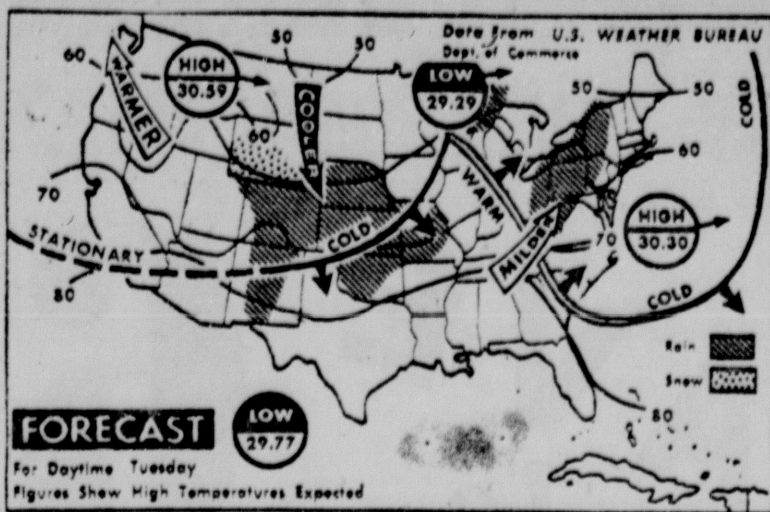 Data From U.S. WEATHER BUREAU
Dept. of Commerce
60
WARMER
HIGH
30.59
50
50
COOLER
60
LOW
29.29
50
50
COLD
60
70
WARM
HIGH
30.30
70
STATIONARY
COLD
MILDER
80
COLD
Rain
Snow
80
FORECAST
LOW
29.77
For Daytime Tuesday
Figures Show High Temperatures Expected